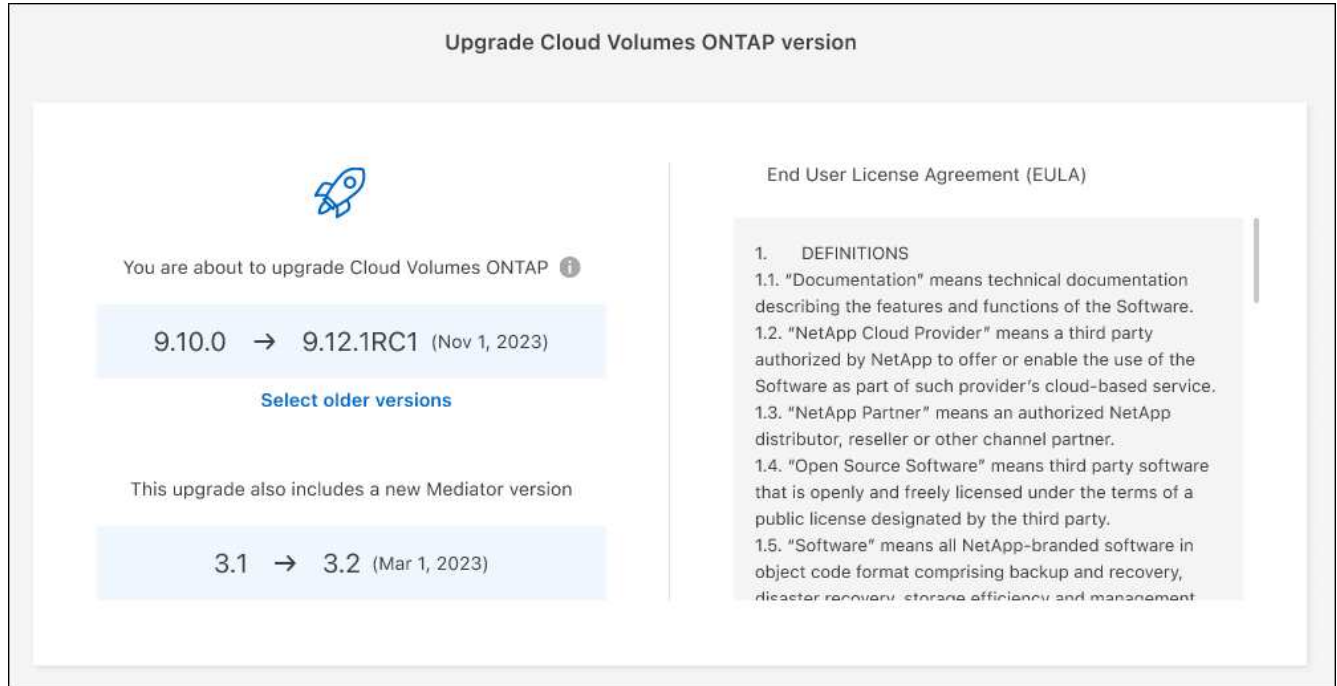 Upgrade Cloud Volumes ONTAP version
You are about to upgrade Cloud Volumes ONTAP
9.10.0 → 9.12.1RC1 (Nov 1, 2023)
Select older versions
This upgrade also includes a new Mediator version
3.1 → 3.2 (Mar 1, 2023)
End User License Agreement (EULA)
1. DEFINITIONS
1.1. “Documentation” means technical documentation
describing the features and functions of the Software.
1.2. “NetApp Cloud Provider” means a third party
authorized by NetApp to offer or enable the use of the
Software as part of such provider’s cloud-based service.
1.3. “NetApp Partner” means an authorized NetApp
distributor, reseller or other channel partner.
1.4. “Open Source Software” means third party software
that is openly and freely licensed under the terms of a
public license designated by the third party.
1.5. “Software” means all NetApp-branded software in
object code format comprising backup and recovery,
disaster recovery, storage efficiency and management